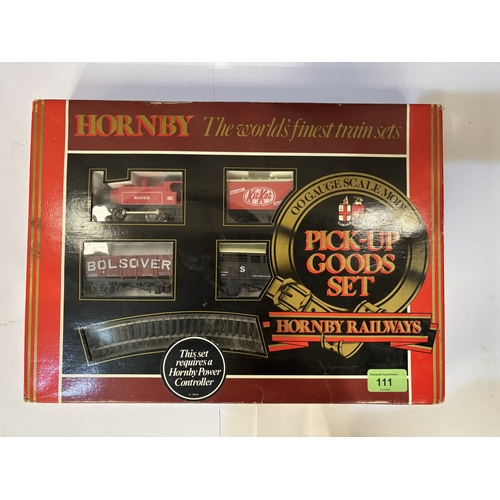 HORNBY The world's finest train sets
KitKat
BOLSOVER
S
OO GAUGE SCALE MODEL
PICK-UP
GOODS
SET
HORNBY RAILWAYS
This set
requires a
Hornby Power
Controller
111